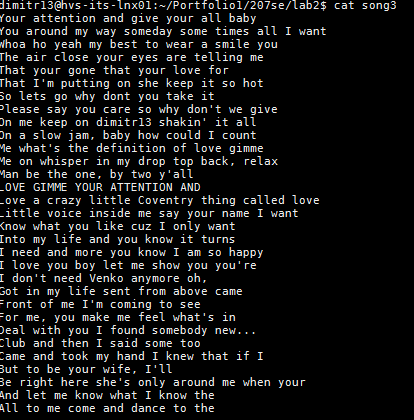 dimitr13@hvs-its-lnx01:~/Portfolio1/207se/lab2$ cat song3
Your attention and give your all baby
You around my way someday some times all I want
Whoa ho yeah my best to wear a smile you
The air close your eyes are telling me
That your gone that your love for
That I'm putting on she keep it so hot
So lets go why dont you take it
Please say you care so why don't we give
On me keep on dimitr13 shakin' it all
On a slow jam, baby how could I count
Me what's the definition of love gimme
Me on whisper in my drop top back, relax
Man be the one, by two y'all
LOVE GIMME YOUR ATTENTION AND
Love a crazy little Coventry thing called love
Little voice inside me say your name I want
Know what you like cuz I only want
Into my life and you know it turns
I need and more you know I am so happy
I love you boy let me show you you're
I don't need Venko anymore oh,
Got in my life sent from above came
Front of me I'm coming to see
For me, you make me feel what's in
Deal with you I found somebody new...
Club and then I said some too
Came and took my hand I knew that if I
But to be your wife, I'll
Be right here she's only around me when your
And let me know what I know the
All to me come and dance to the